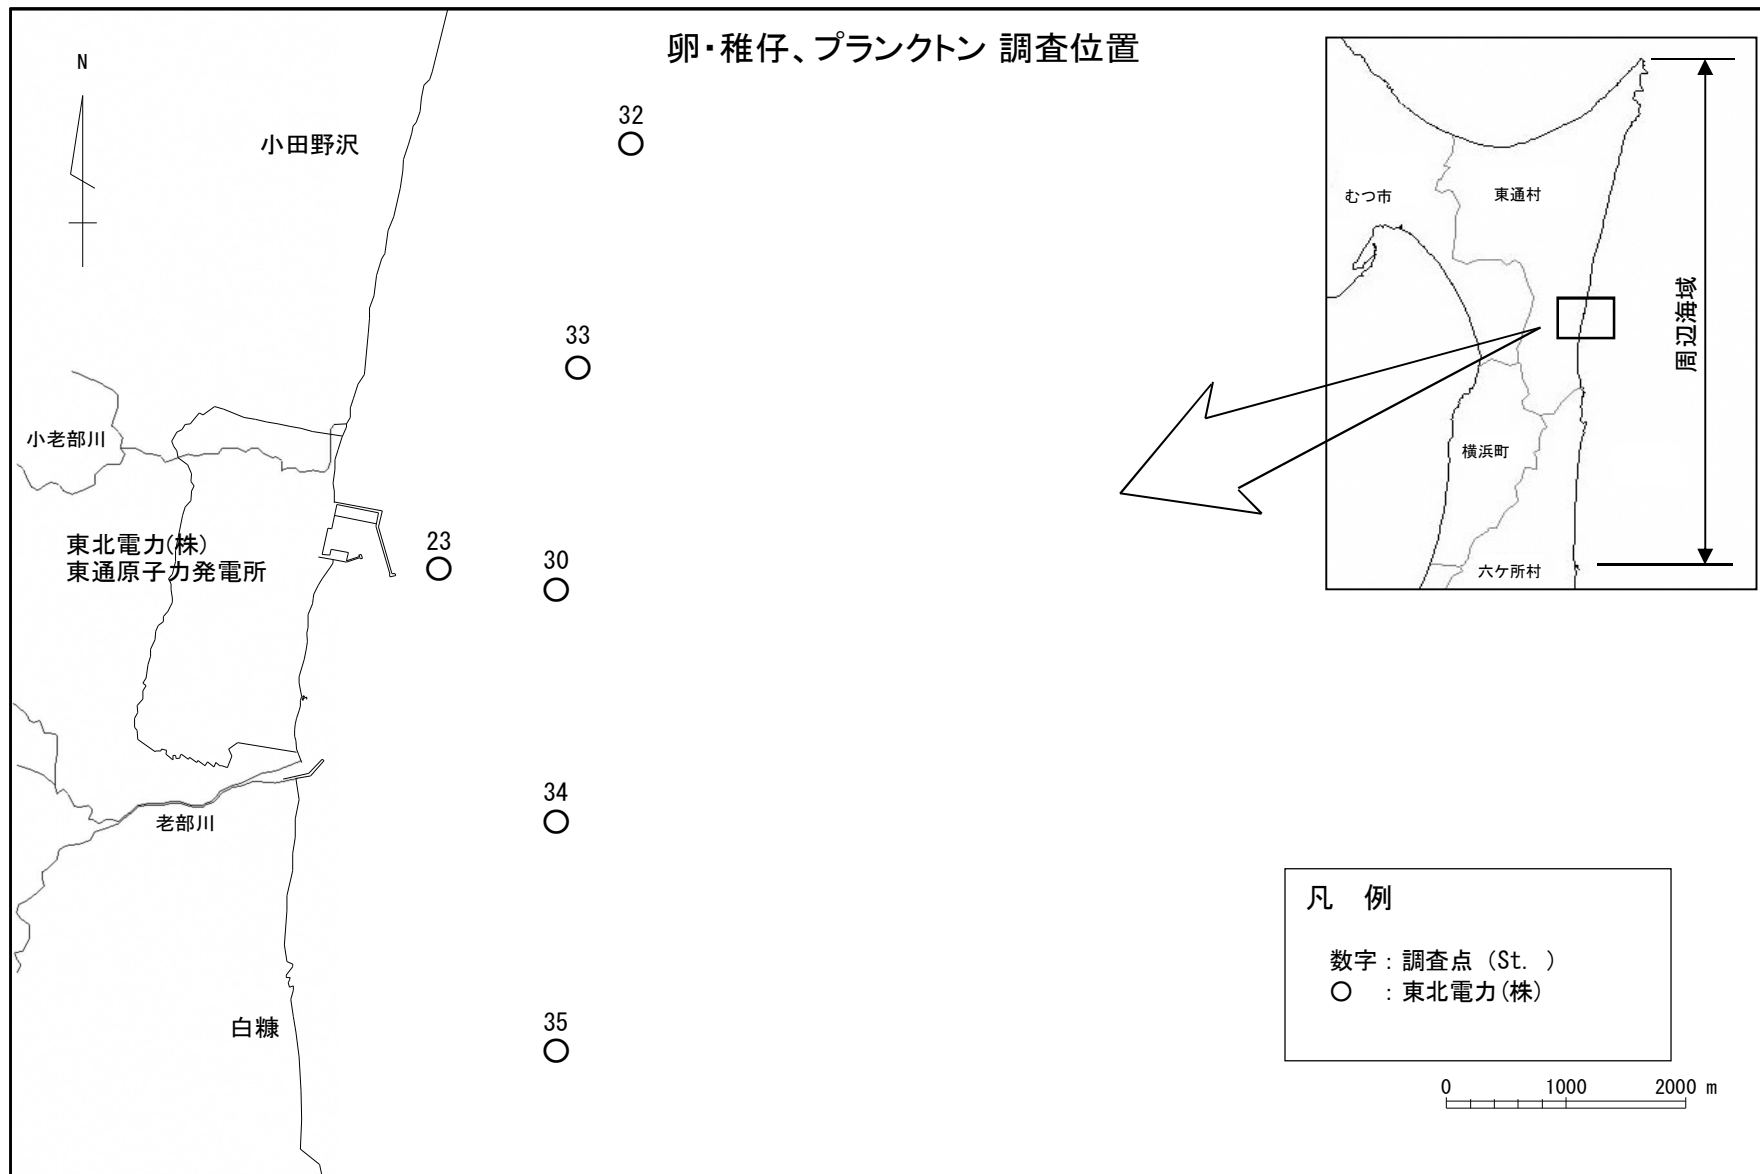 卵・稚仔、プランクトン 調査位置
N
小田野沢
32
33
小老部川
東北電力(株)
東通原子力発電所
23
30
34
老部川
35
白糠
むつ市
東通村
周辺海域
横浜町
六ケ所村
凡 例
数字 : 調査点 (St. )
○ : 東北電力(株)
0 1000 2000 m